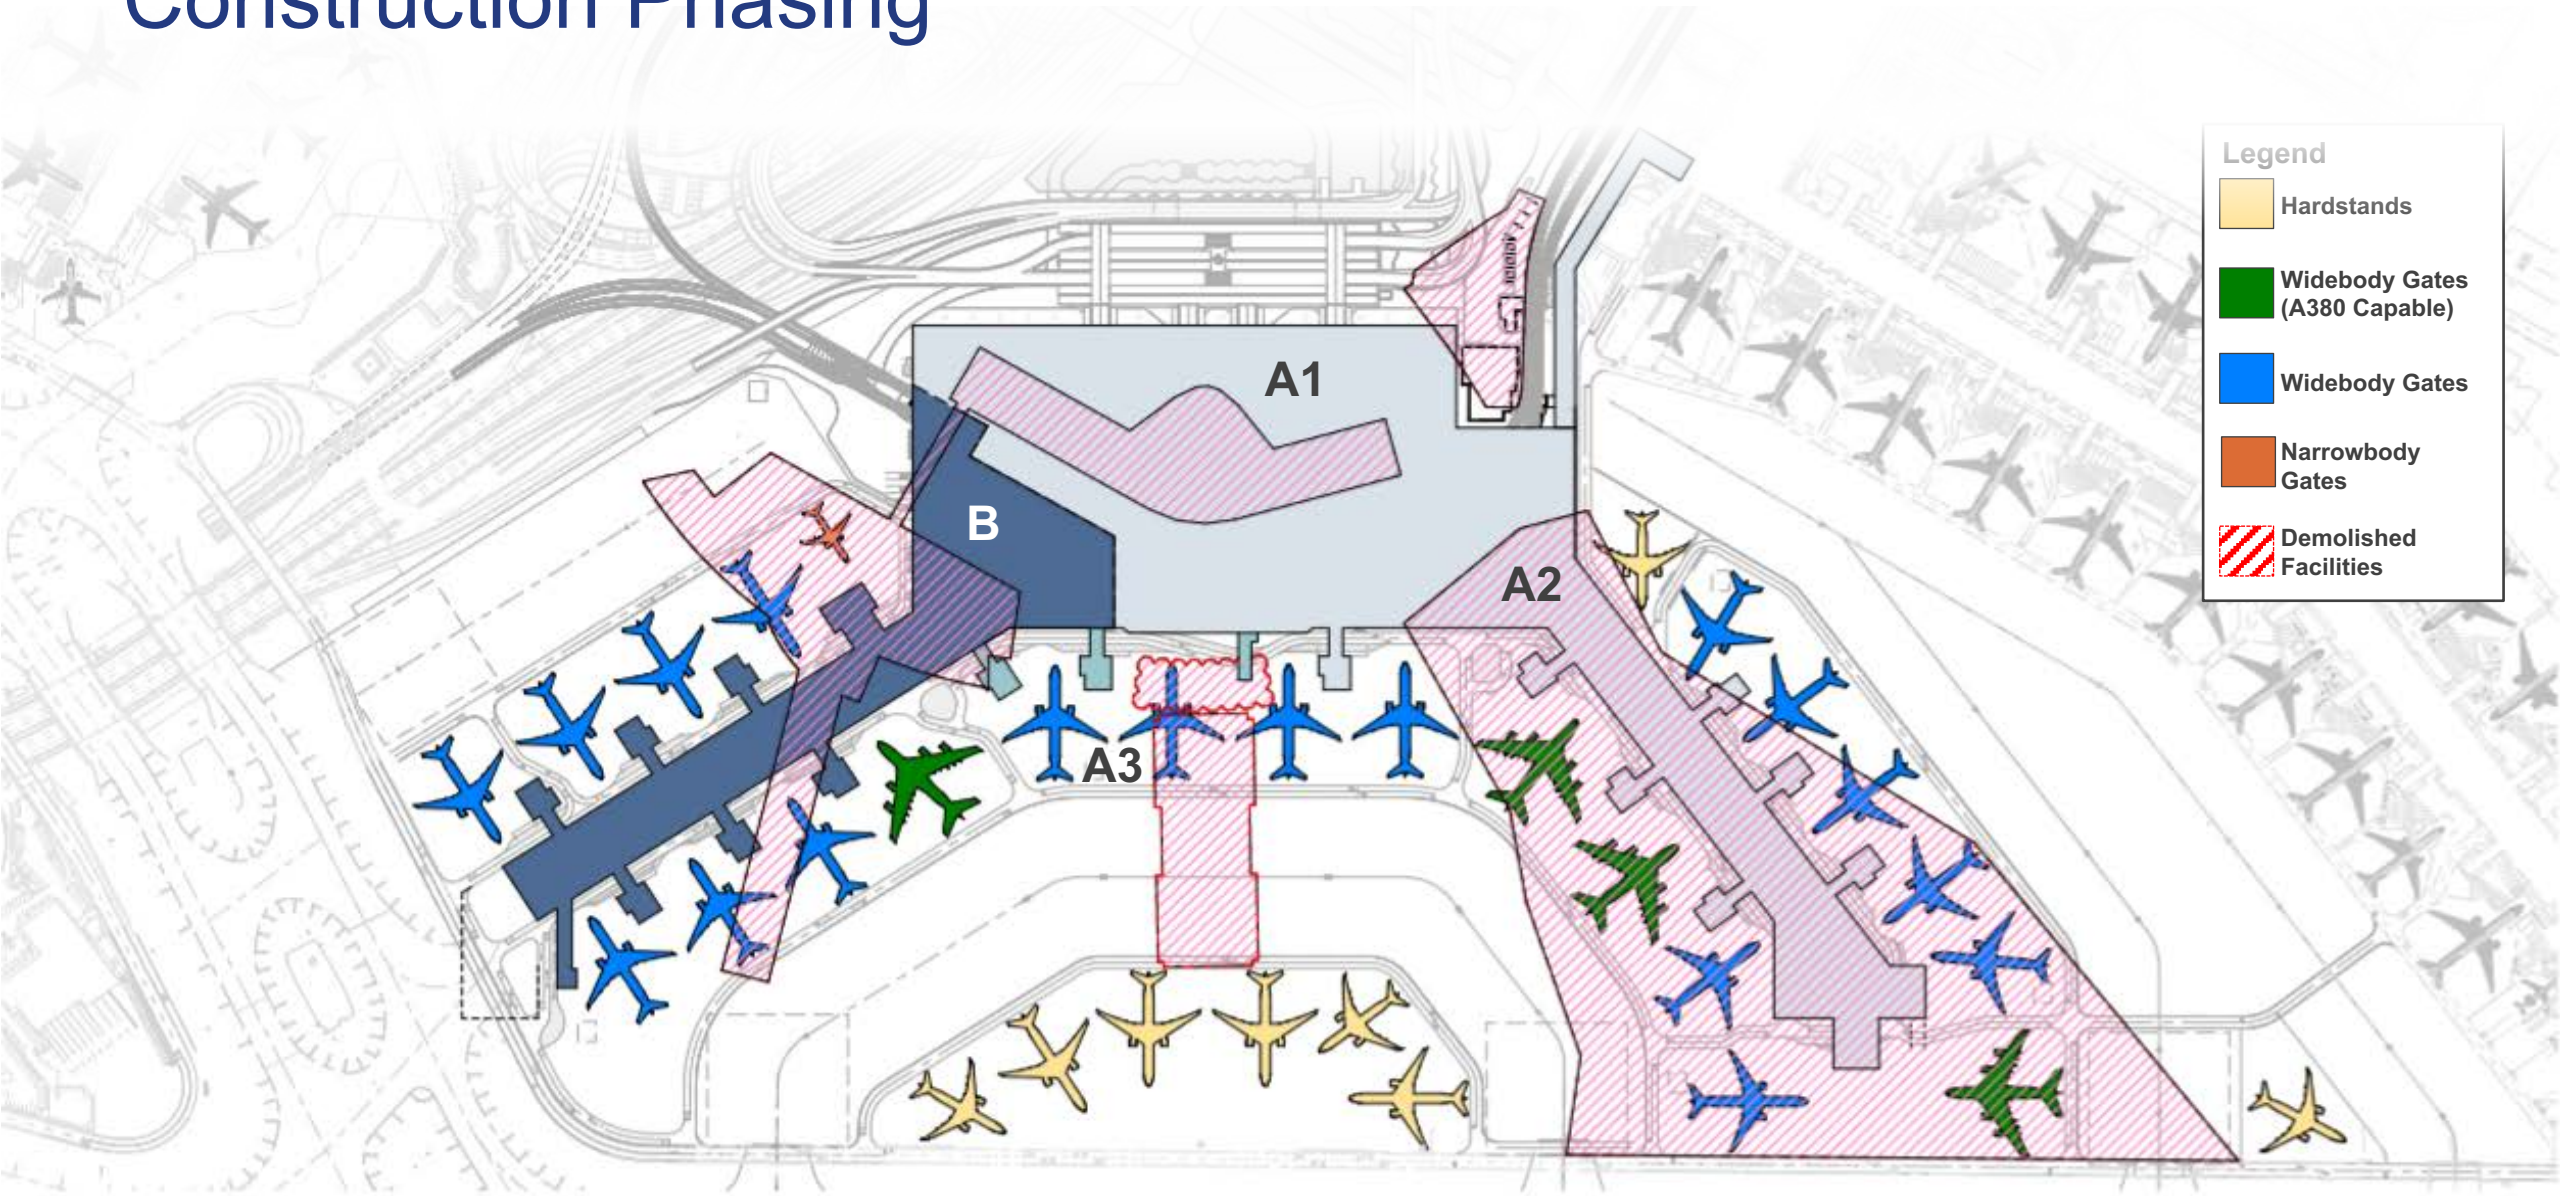 Construction Phasing
Legend
Hardstands
Widebody Gates
(A380 Capable)
Widebody Gates
Narrowbody
Gates
Demolished
Facilities
A1
B
A2
A3